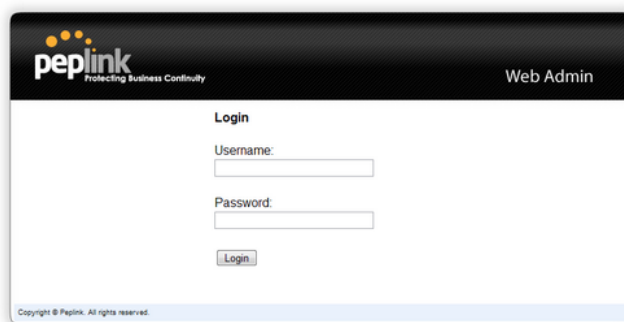 peplink
Protecting Business Continuity
Web Admin
Login
Username:
Password:
Login
Copyright © Peplink. All rights reserved.